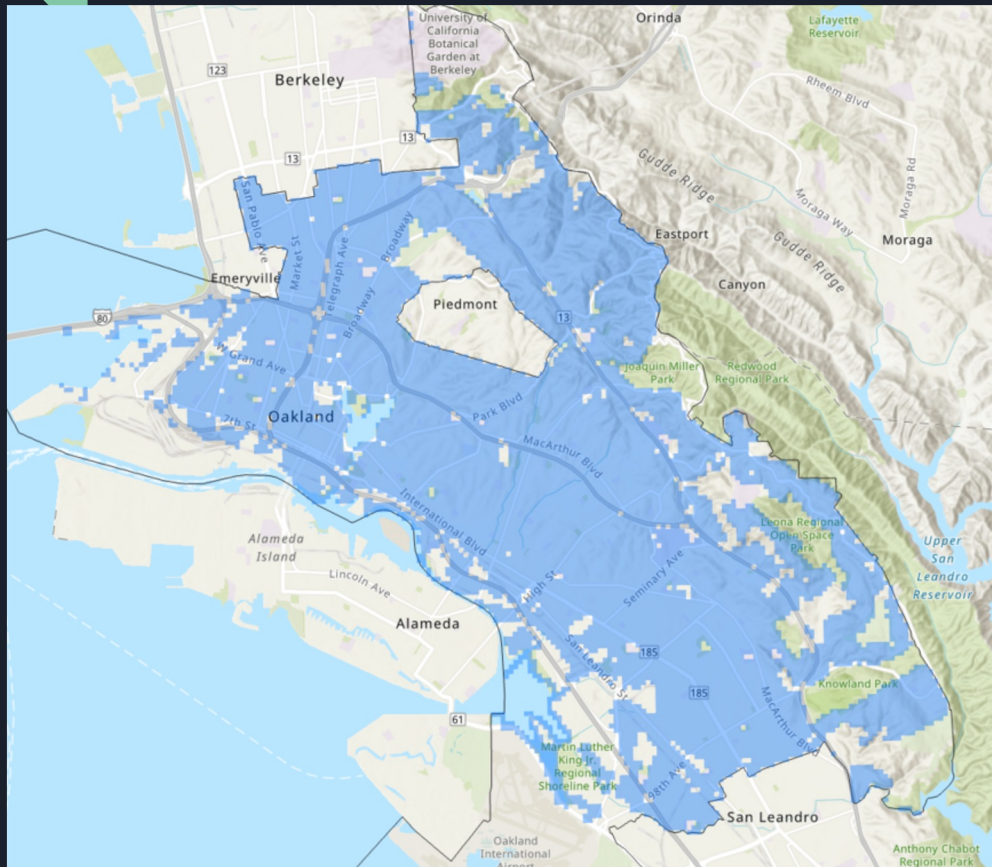 University of
California
Botanical
Garden at
Berkeley
Orinda
Lafayette
Reservoir
123
Berkeley
Rheem Blvd
13
13
Gudde Ridge
Moraga Rd
San Pablo Ave
Market St
Telegraph Ave
Broadway
Moraga Way
Eastport
Moraga
Gudde Ridge
Emeryville
Canyon
Piedmont
Broadway
80
13
W Grand Ave
Joaquin Miller
Park
Redwood
Regional Park
Oakland
Park Blvd
MacArthur Blvd
International Blvd
Leona Regional
Open Space
Park
Alameda
Island
Upper
San
Leandro
Reservoir
Lincoln Ave
High St
Seminary Ave
Alameda
San Leandro St
185
185
Knowland Park
MacArthur Blvd
61
Martin Luther
King Jr.
Regional
Shoreline Park
98th Ave
San Leandro
Oakland
International
Airport
Anthony Chabot
Regional Park